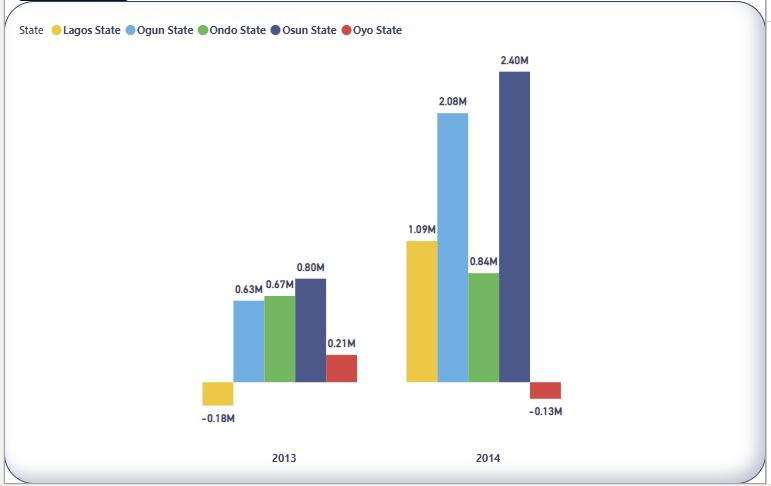 State Lagos State Ogun State Ondo State Osun State Oyo State
2.40M
2.08M
1.09M
0.84M
0.80M
0.63M 0.67M
0.21M
-0.18M
-0.13M
2013 2014